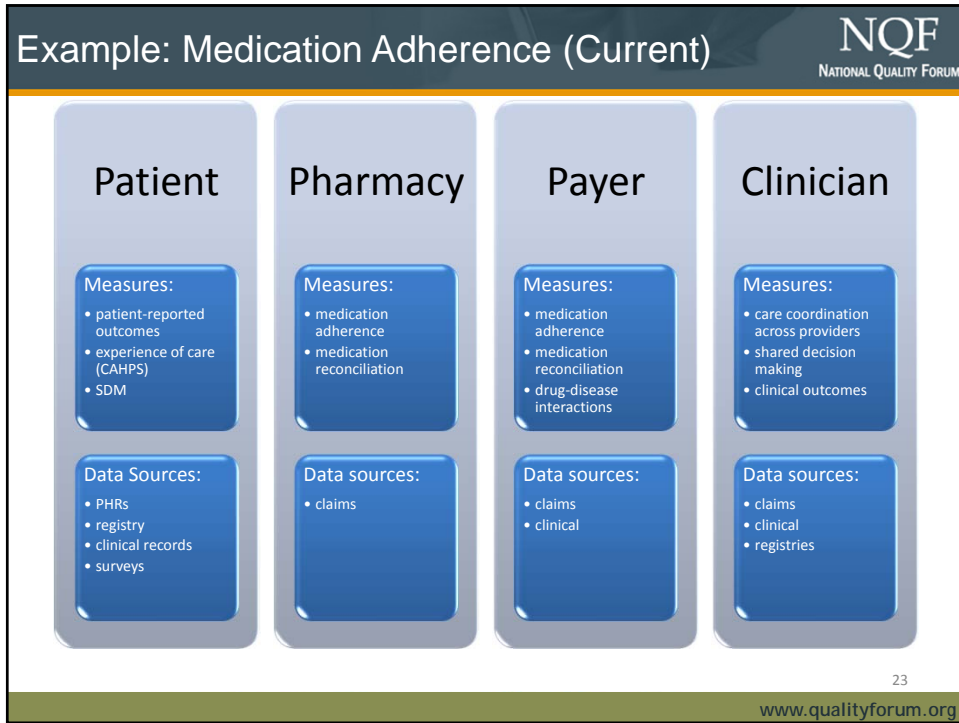 Example: Medication Adherence (Current)
NQF
NATIONAL QUALITY FORUM
Patient
Measures:
• patient-reported
outcomes
• experience of care
(CAHPS)
• SDM
Data Sources:
• PHRs
• registry
• clinical records
• surveys
Pharmacy
Measures:
• medication
adherence
• medication
reconciliation
Data sources:
• claims
Payer
Measures:
• medication
adherence
• medication
reconciliation
• drug-disease
interactions
Data sources:
• claims
• clinical
Clinician
Measures:
• care coordination
across providers
• shared decision
making
• clinical outcomes
Data sources:
• claims
• clinical
• registries
23
www.qualityforum.org